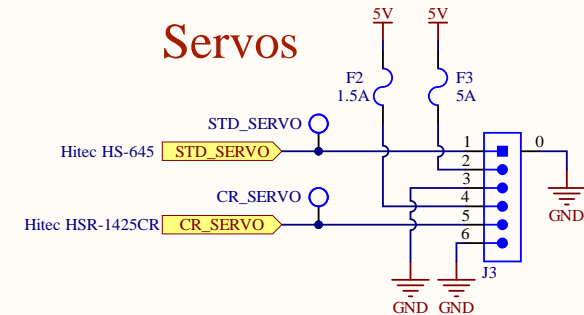 Servos
5V 5V
F2 F3
1.5A 5A
STD_SERVO
Hitec HS-645 STD_SERVO 1 0
2
3
CR_SERVO 4
Hitec HSR-1425CR CR_SERVO 5
6
GND
J3
GND GND